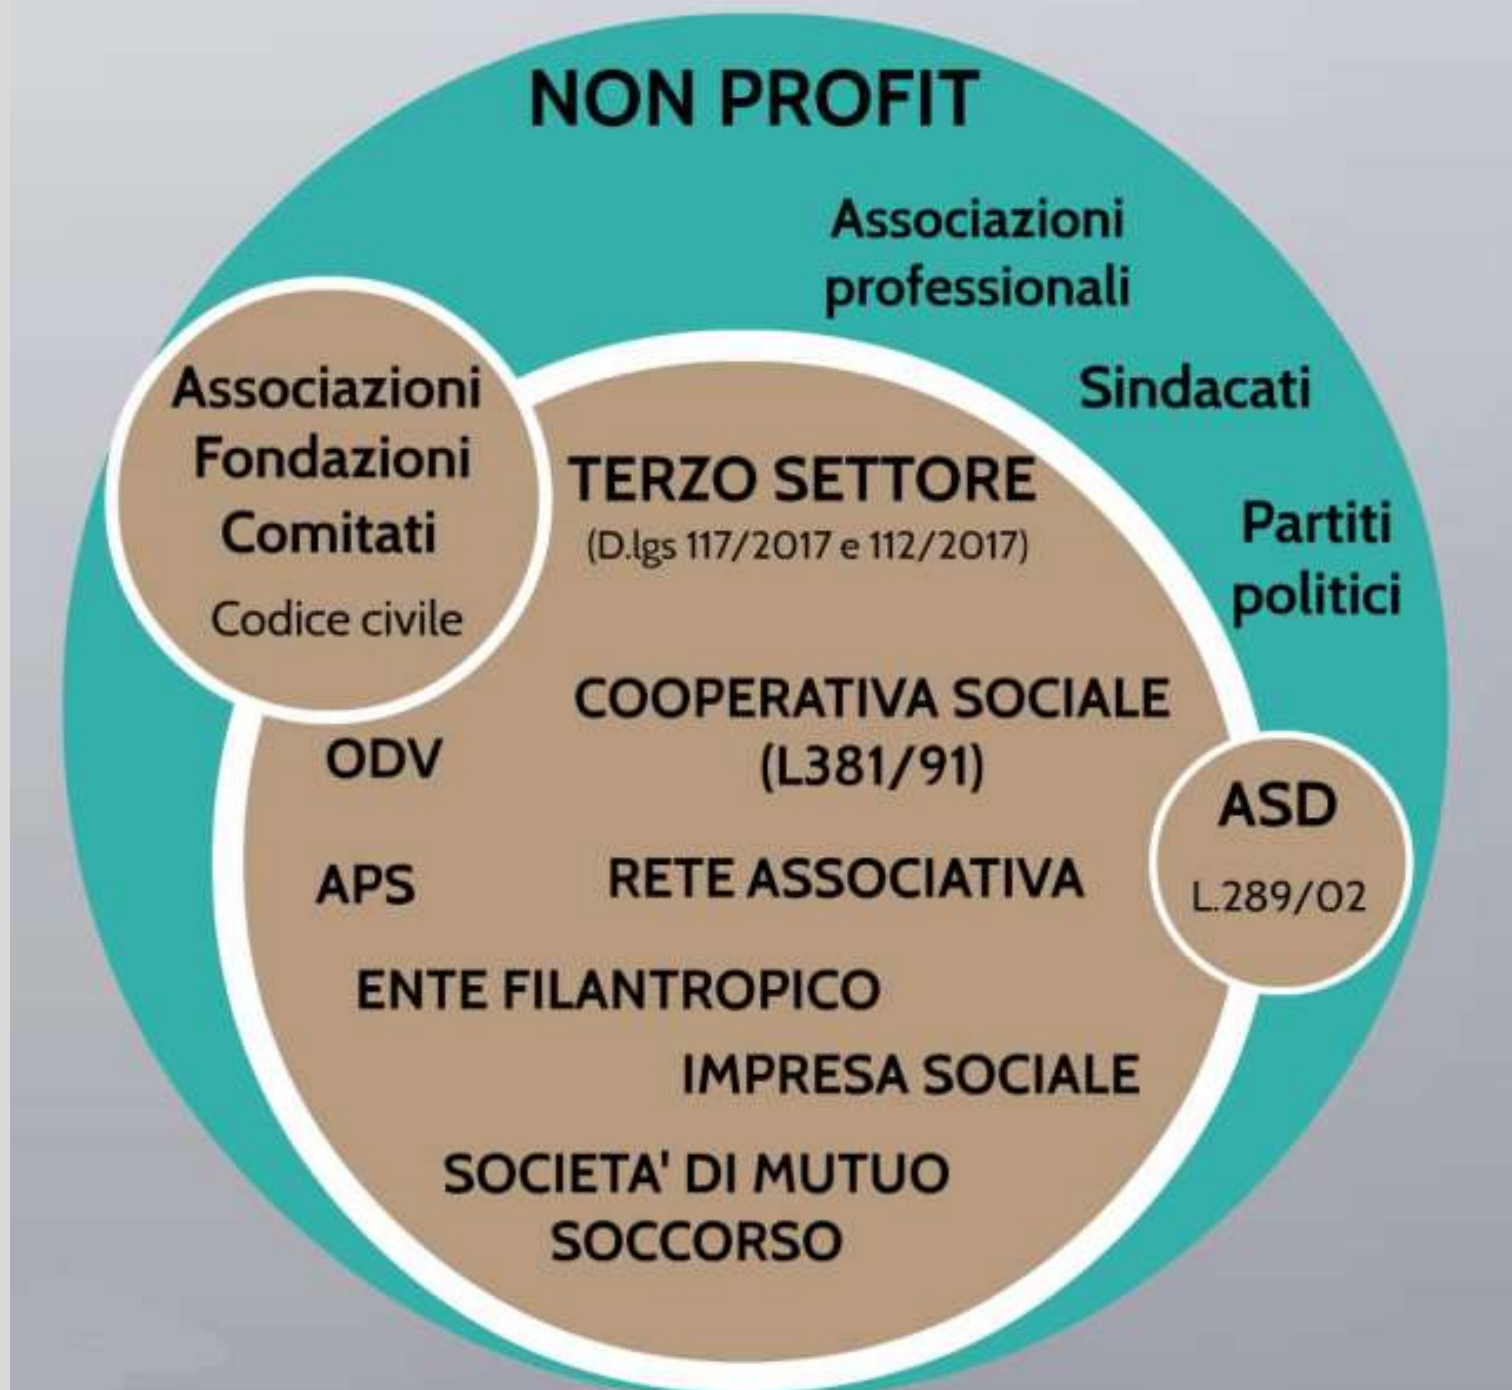 NON PROFIT
Associazioni
professionali
Sindacati
Partiti
politici
Associazioni
Fondazioni
Comitati
Codice civile
TERZO SETTORE
(D.lgs 117/2017 e 112/2017)
COOPERATIVA SOCIALE
(L381/91)
ODV
APS
RETE ASSOCIATIVA
ASD
L.289/02
ENTE FILANTROPICO
IMPRESA SOCIALE
SOCIETA' DI MUTUO
SOCCORSO